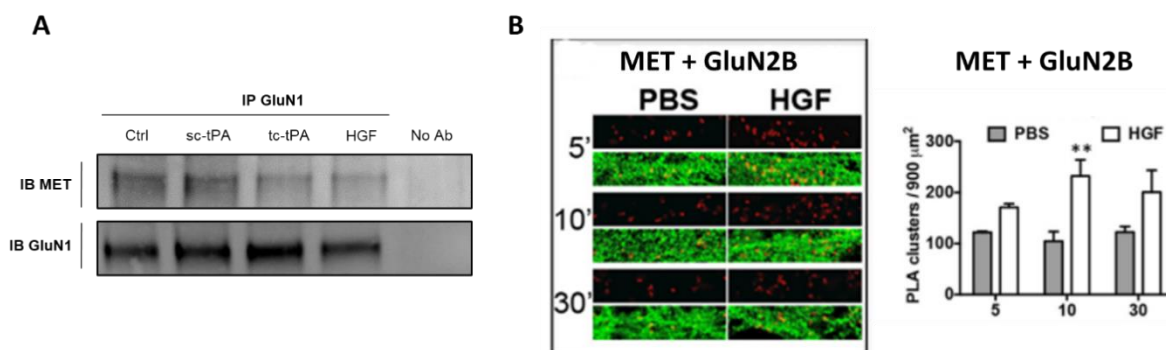 A
IP GluN1
Ctrl sc-tPA tc-tPA HGF No Ab
IB MET
IB GluN1
B
MET + GluN2B
PBS HGF
5'
10'
30'
MET + GluN2B
PBS HGF
PLA clusters / 900 μm²
300
200
100
0
**
5 10 30